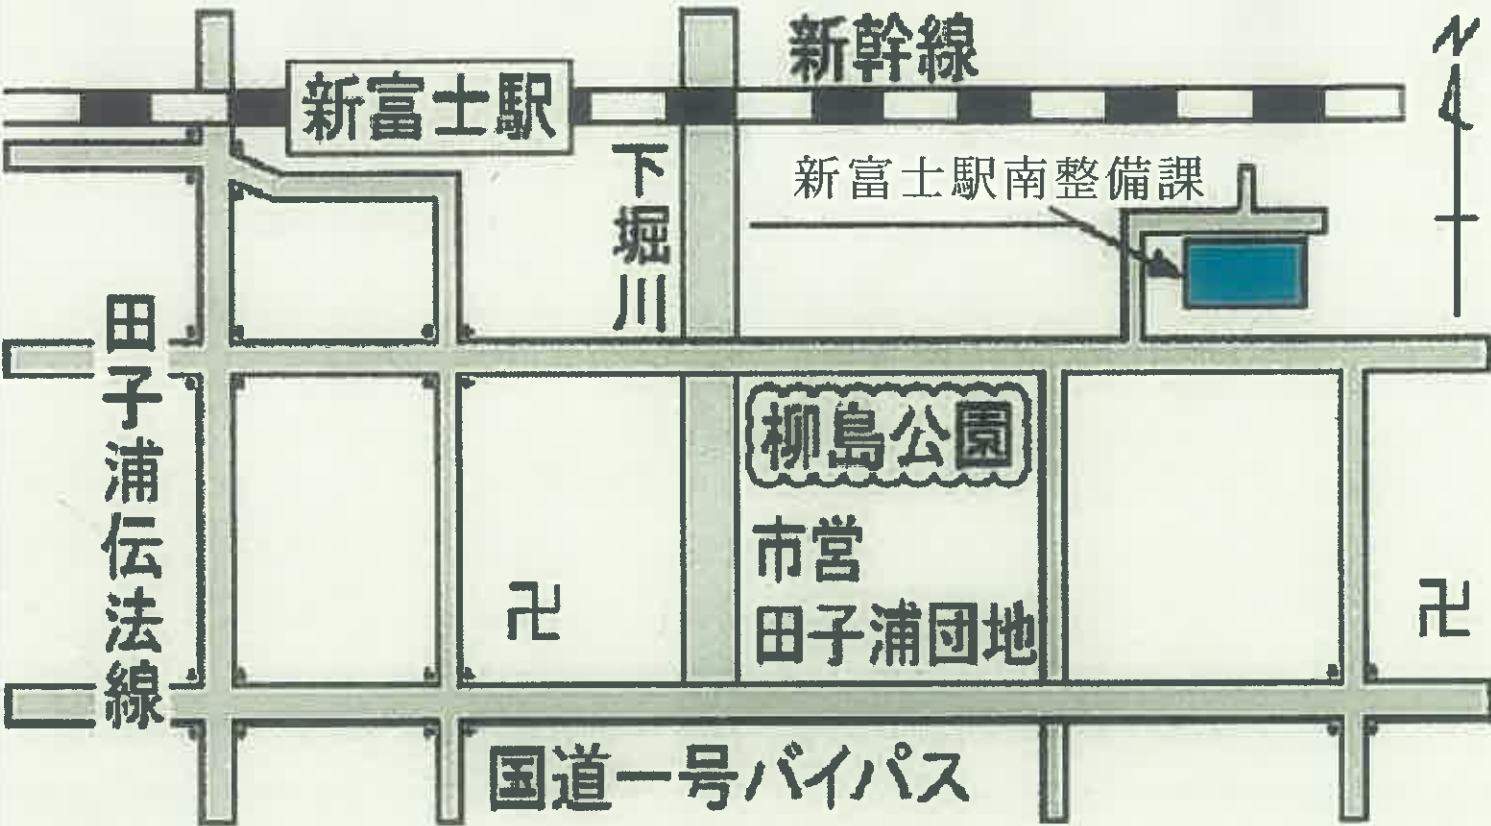 新幹線
新富士駅
N
下堀川
新富士駅南整備課
田子浦伝法線
柳島公園
市営
田子浦団地
卍
卍
国道一号バイパス